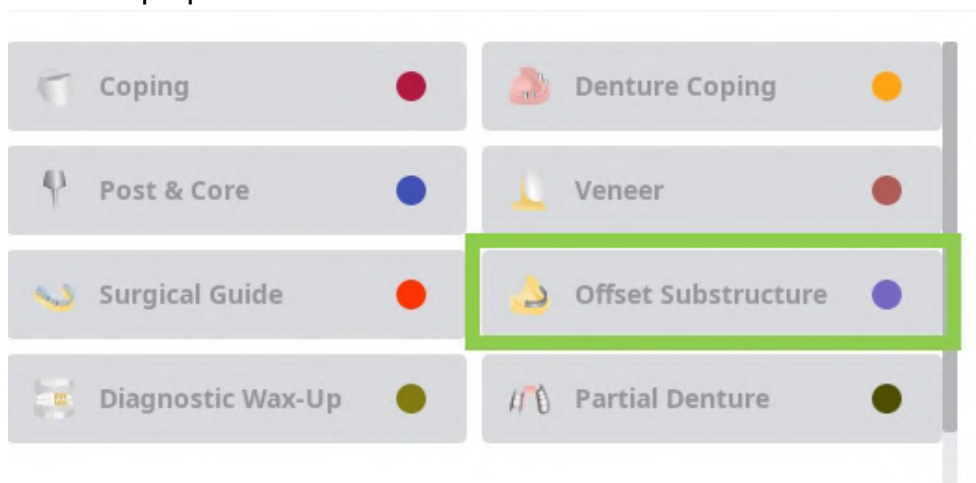 Coping
Denture Coping
Post & Core
Veneer
Surgical Guide
Offset Substructure
Diagnostic Wax-Up
Partial Denture